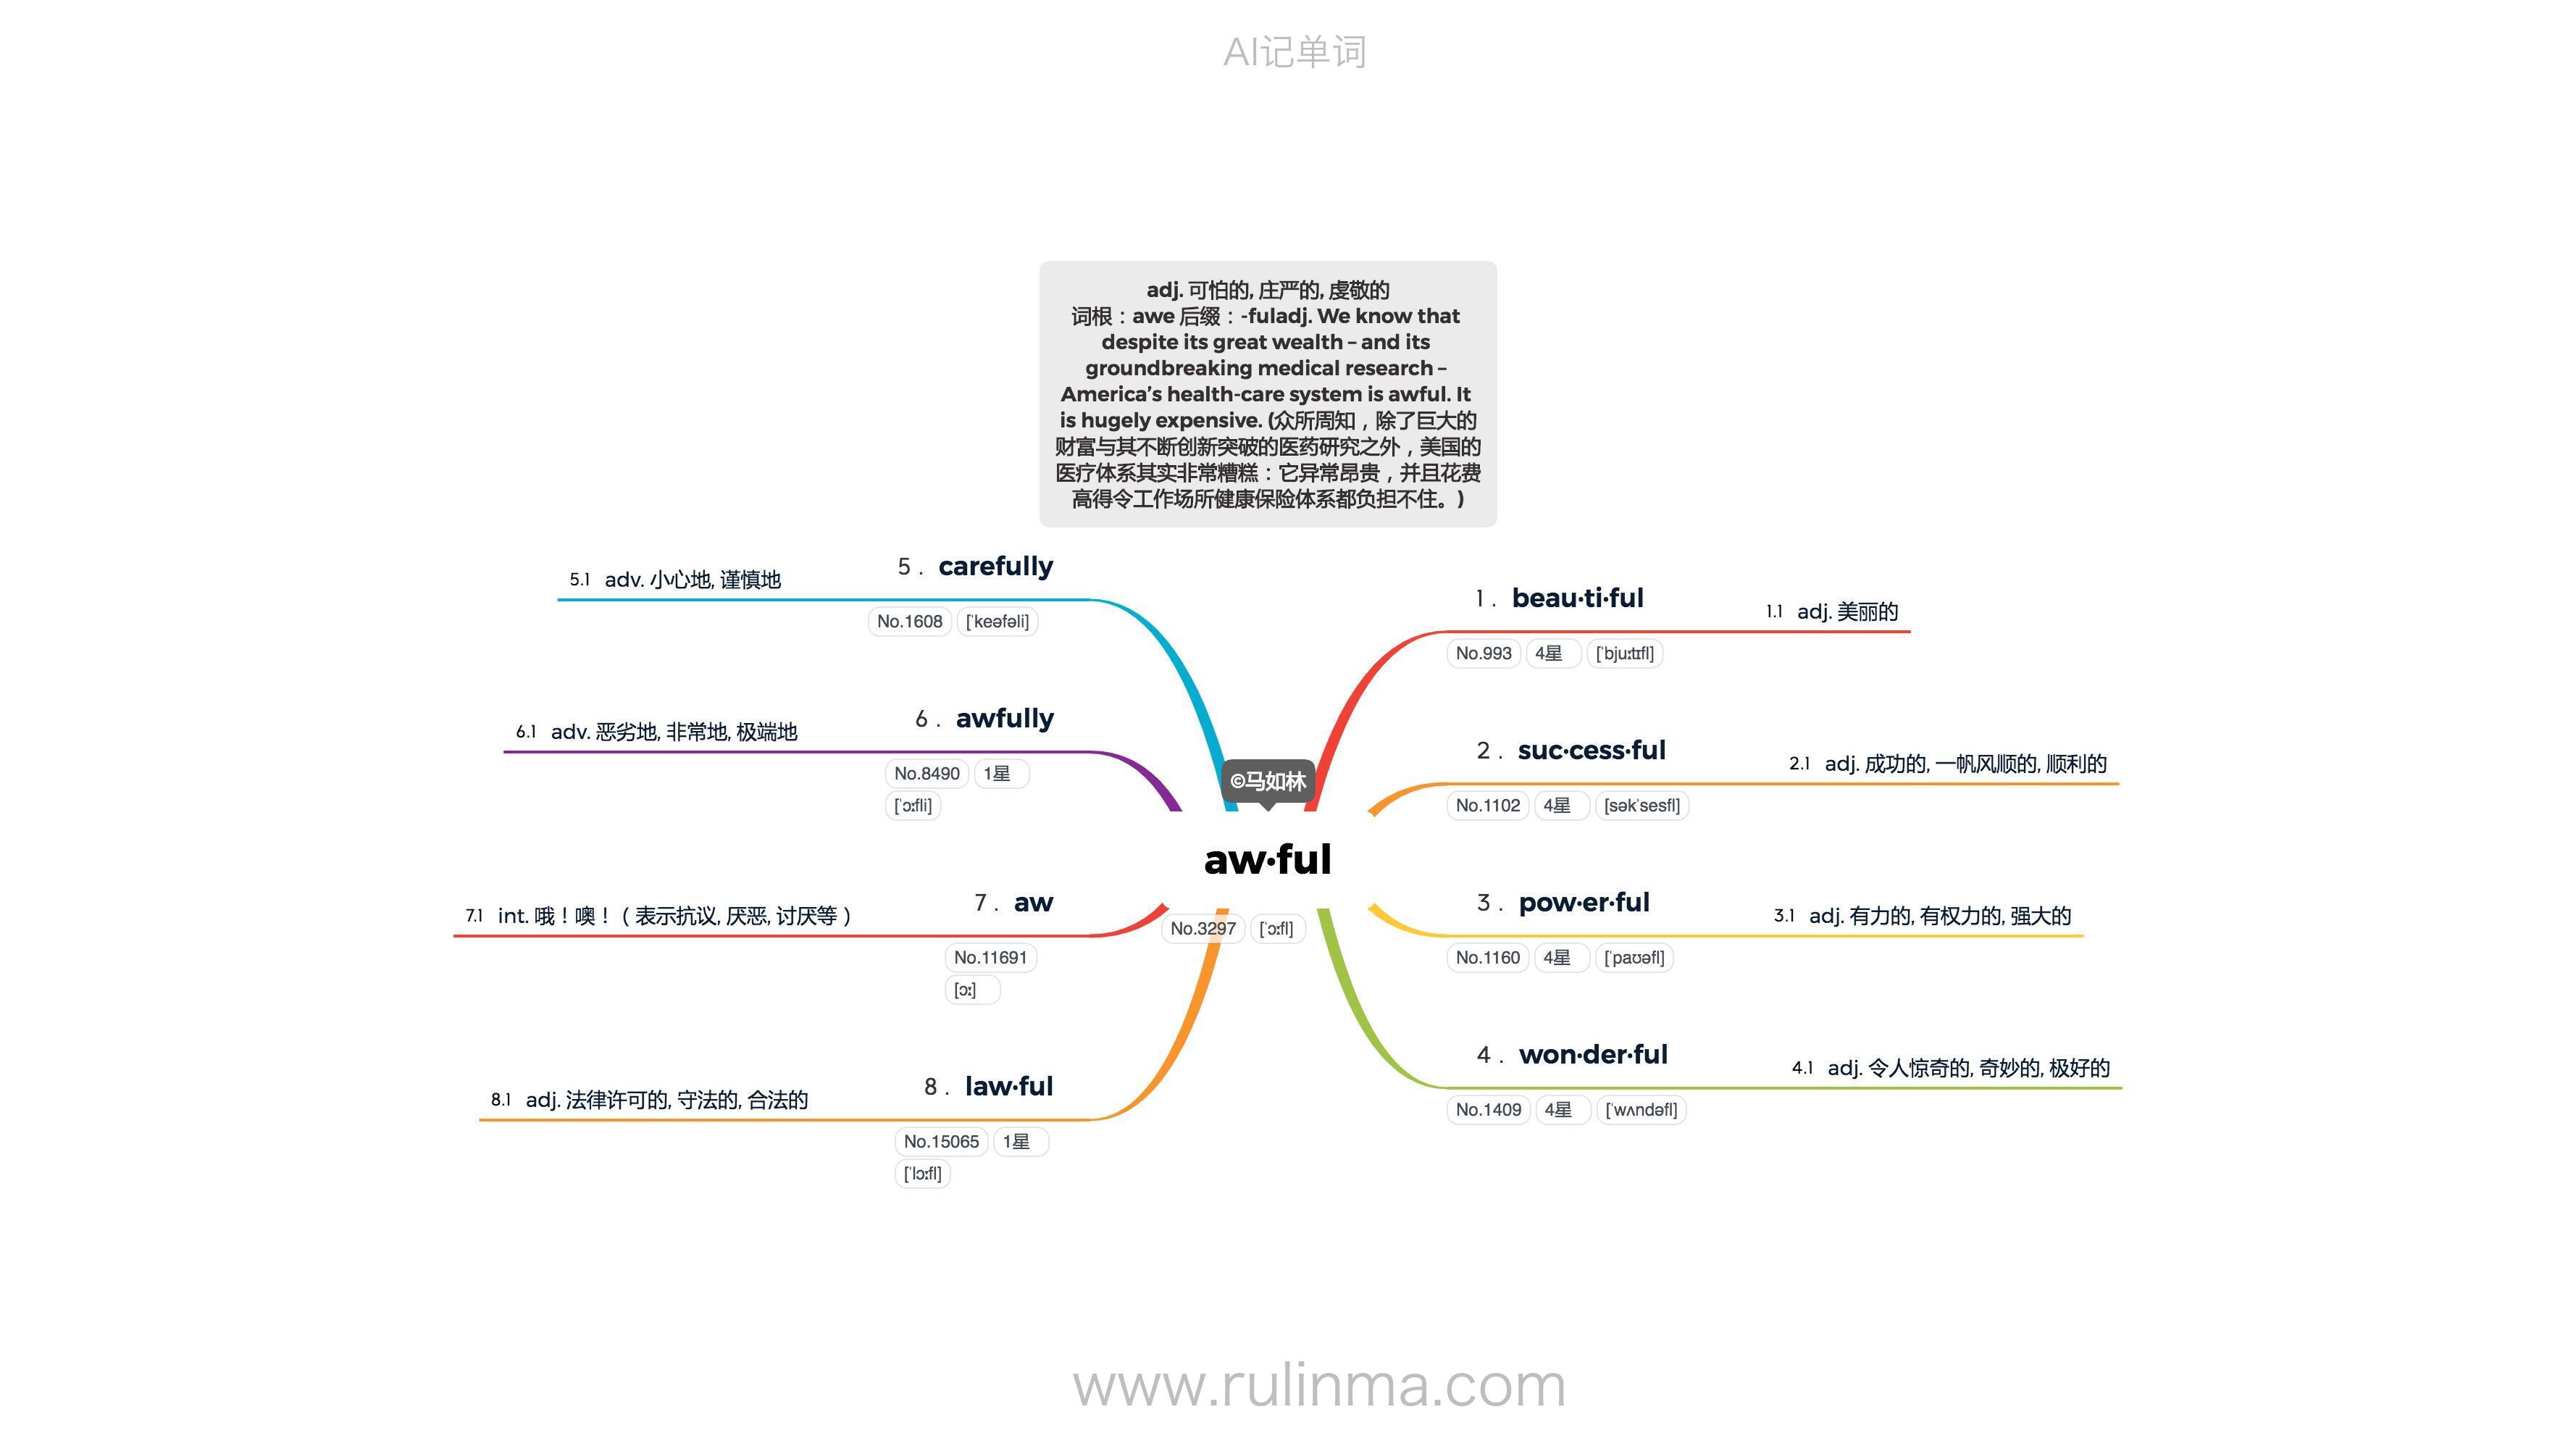 AI记单词
adj. 可怕的, 庄严的, 虔敬的
词根：awe 后缀：-fuladj. We know that
despite its great wealth – and its
groundbreaking medical research –
America’s health-care system is awful. It
is hugely expensive. (众所周知，除了巨大的
财富与其不断创新突破的医药研究之外，美国的
医疗体系其实非常糟糕：它异常昂贵，并且花费
高得令工作场所健康保险体系都负担不住。)
©马如林
aw·ful
No.3297 [ˈɔːfl]
1. beau·ti·ful
No.993 4星 [ˈbjuːtɪfl]
1.1 adj. 美丽的
2. suc·cess·ful
No.1102 4星 [səkˈsesfl]
2.1 adj. 成功的, 一帆风顺的, 顺利的
3. pow·er·ful
No.1160 4星 [ˈpaʊəfl]
3.1 adj. 有力的, 有权力的, 强大的
4. won·der·ful
No.1409 4星 [ˈwʌndəfl]
4.1 adj. 令人惊奇的, 奇妙的, 极好的
5. carefully
No.1608 [ˈkeəfəli]
5.1 adv. 小心地, 谨慎地
6. awfully
No.8490 1星
[ˈɔːfli]
6.1 adv. 恶劣地, 非常地, 极端地
7. aw
No.11691
[ɔː]
7.1 int. 哦！噢！（表示抗议, 厌恶, 讨厌等）
8. law·ful
No.15065 1星
[ˈlɔːfl]
8.1 adj. 法律许可的, 守法的, 合法的
www.rulinma.com